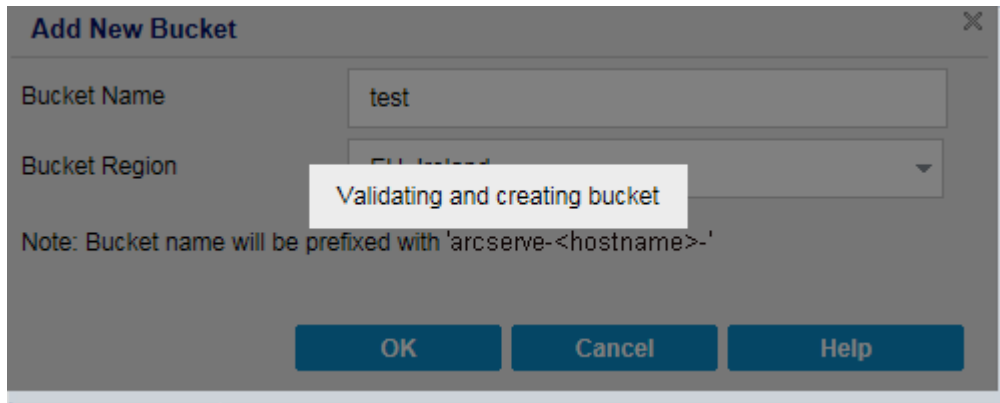 Add New Bucket
Bucket Name
test
Bucket Region
Validating and creating bucket
Note: Bucket name will be prefixed with 'arcserve-<hostname>-'
OK Cancel Help